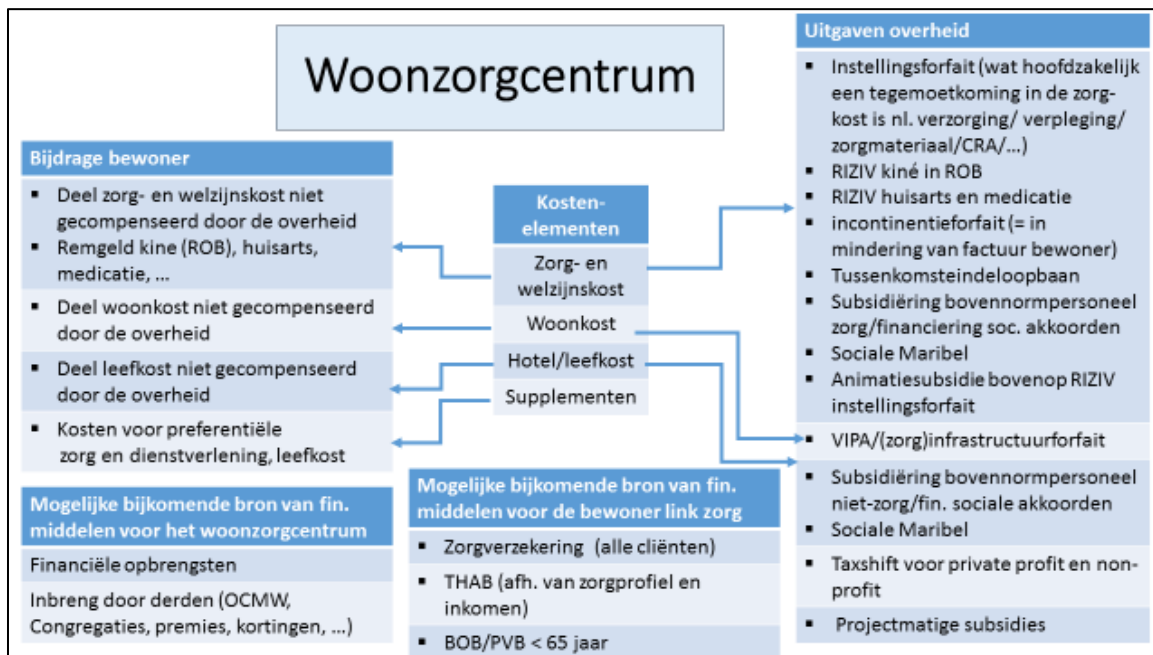 Woonzorgcentrum
Bijdrage bewoner
▪ Deel zorg- en welzijnskost niet
gecompenseerd door de overheid
▪ Remgeld kine (ROB), huisarts,
medicatie, ...
▪ Deel woonkost niet gecompenseerd
door de overheid
▪ Deel leefkost niet gecompenseerd
door de overheid
▪ Kosten voor preferentiële
zorg en dienstverlening, leefkost
Kosten-
elementen
Zorg- en
welzijnskost
Woonkost
Hotel/leefkost
Supplementen
Uitgaven overheid
▪ Instellingsforfait (wat hoofdzakelijk
een tegemoetkoming in de zorg-
kost is nl. verzorging/ verpleging/
zorgmateriaal/CRA/...)
▪ RIZIV kiné in ROB
▪ RIZIV huisarts en medicatie
▪ incontinentieforfait (= in
mindering van factuur bewoner)
▪ Tussenkomsteindeloopbaan
▪ Subsidiëring bovennormpersoneel
zorg/financiering soc. akkoorden
▪ Sociale Maribel
▪ Animatiesubsidie bovenop RIZIV
instellingsforfait
▪ VIPA/(zorg)infrastructuurforfait
▪ Subsidiëring bovennormpersoneel
niet-zorg/fin. sociale akkoorden
▪ Sociale Maribel
▪ Taxshift voor private profit en non-
profit
▪ Projectmatige subsidies
Mogelijke bijkomende bron van fin.
middelen voor het woonzorgcentrum
Financiële opbrengsten
Inbreng door derden (OCMW,
Congregaties, premies, kortingen, ...)
Mogelijke bijkomende bron van fin.
middelen voor de bewoner link zorg
▪ Zorgverzekering (alle cliënten)
▪ THAB (afh. van zorgprofiel en
inkomen)
▪ BOB/PVB < 65 jaar